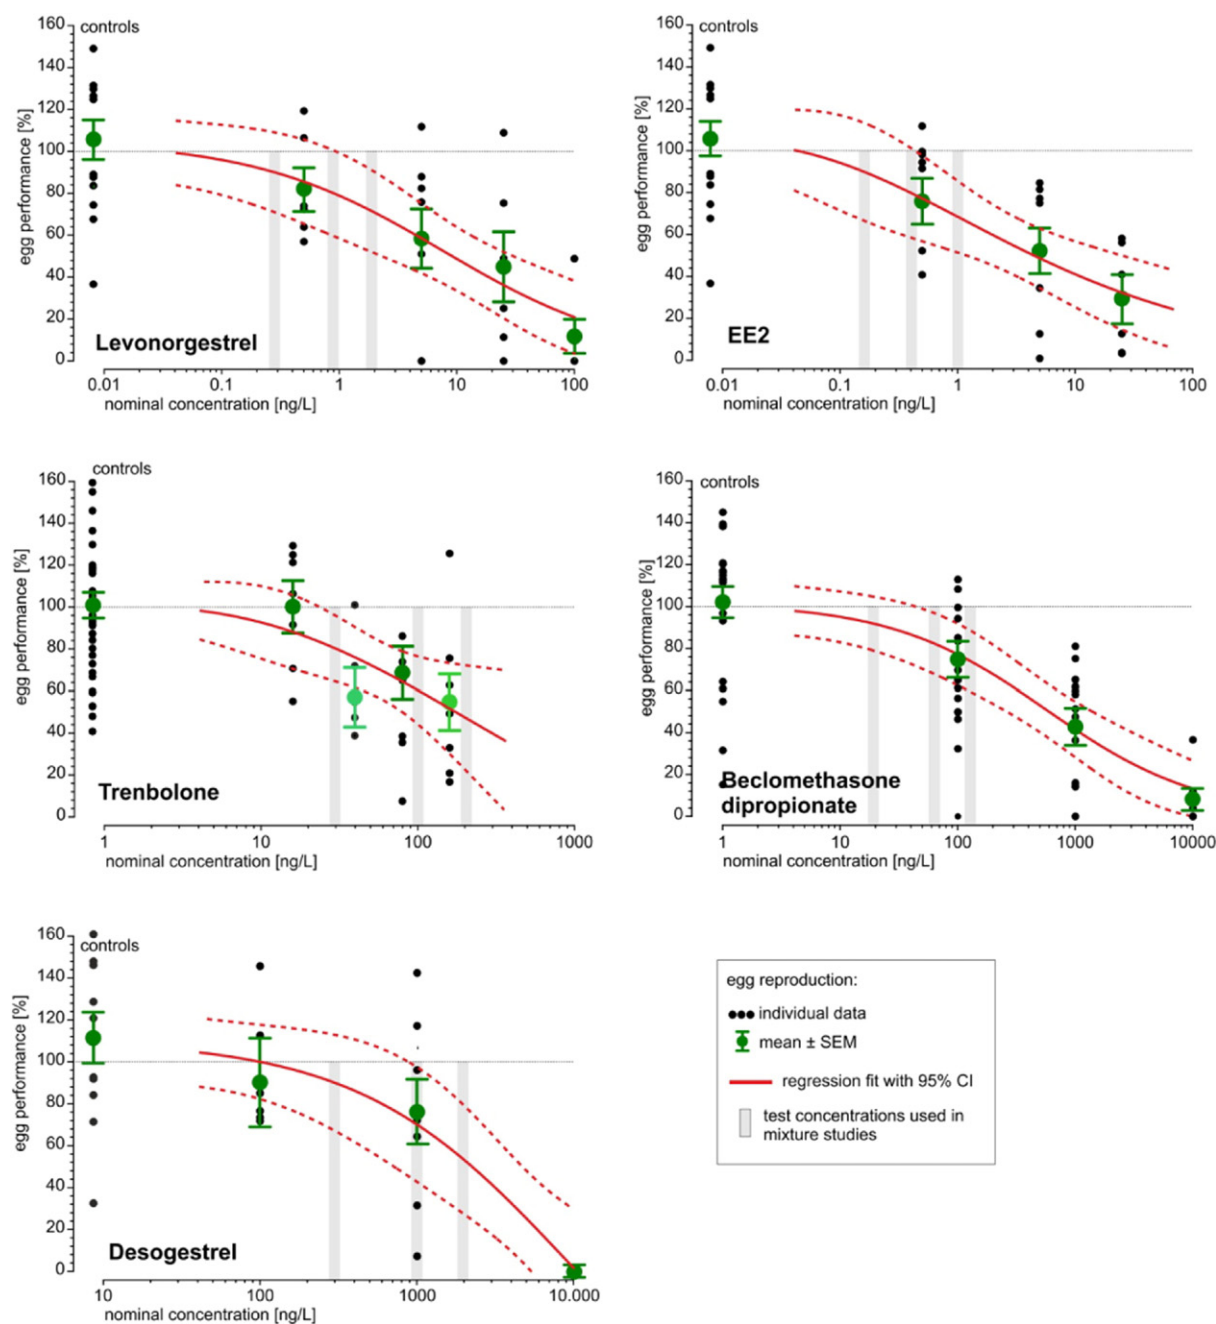 160
controls
140
120
100
80
60
40
20
0
egg performance [%]
Levonorgestrel
0.01 0.1 1 10 100
nominal concentration [ng/L]
160
controls
140
120
100
80
60
40
20
0
egg performance [%]
EE2
0.01 0.1 1 10 100
nominal concentration [ng/L]
controls
160
140
120
100
80
60
40
20
0
egg performance [%]
Trenbolone
1 10 100 1000
nominal concentration [ng/L]
160
controls
140
120
100
80
60
40
20
0
egg performance [%]
Beclomethasone
dipropionate
1 10 100 1000 10000
nominal concentration [ng/L]
160
controls
140
120
100
80
60
40
20
0
egg performance [%]
Desogestrel
10 100 1000 10.000
nominal concentration [ng/L]
egg reproduction:
individual data
mean ± SEM
regression fit with 95% CI
test concentrations used in
mixture studies